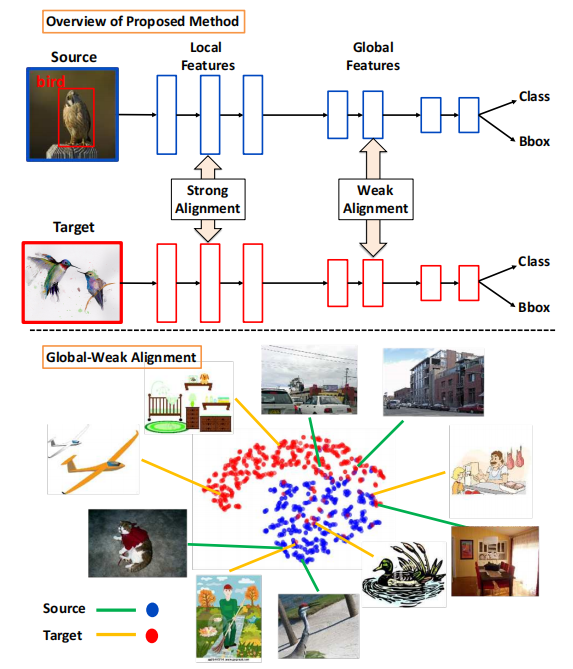 Overview of Proposed Method
Source
Local
Features
Global
Features
bird
Class
Bbox
Strong
Alignment
Weak
Alignment
Target
Class
Bbox
Global-Weak Alignment
Source
Target